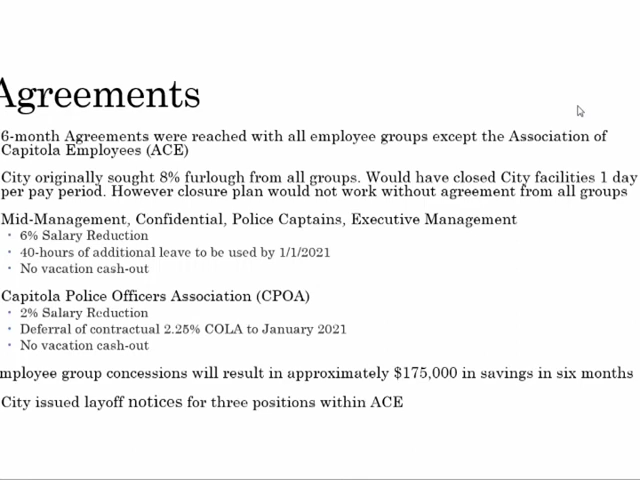 Agreements
6-month Agreements were reached with all employee groups except the Association of
Capitola Employees (ACE)
City originally sought 8% furlough from all groups. Would have closed City facilities 1 day
per pay period. However closure plan would not work without agreement from all groups
Mid-Management, Confidential, Police Captains, Executive Management
• 6% Salary Reduction
• 40-hours of additional leave to be used by 1/1/2021
• No vacation cash-out
Capitola Police Officers Association (CPOA)
• 2% Salary Reduction
• Deferral of contractual 2.25% COLA to January 2021
• No vacation cash-out
mployee group concessions will result in approximately $175,000 in savings in six months
City issued layoff notices for three positions within ACE